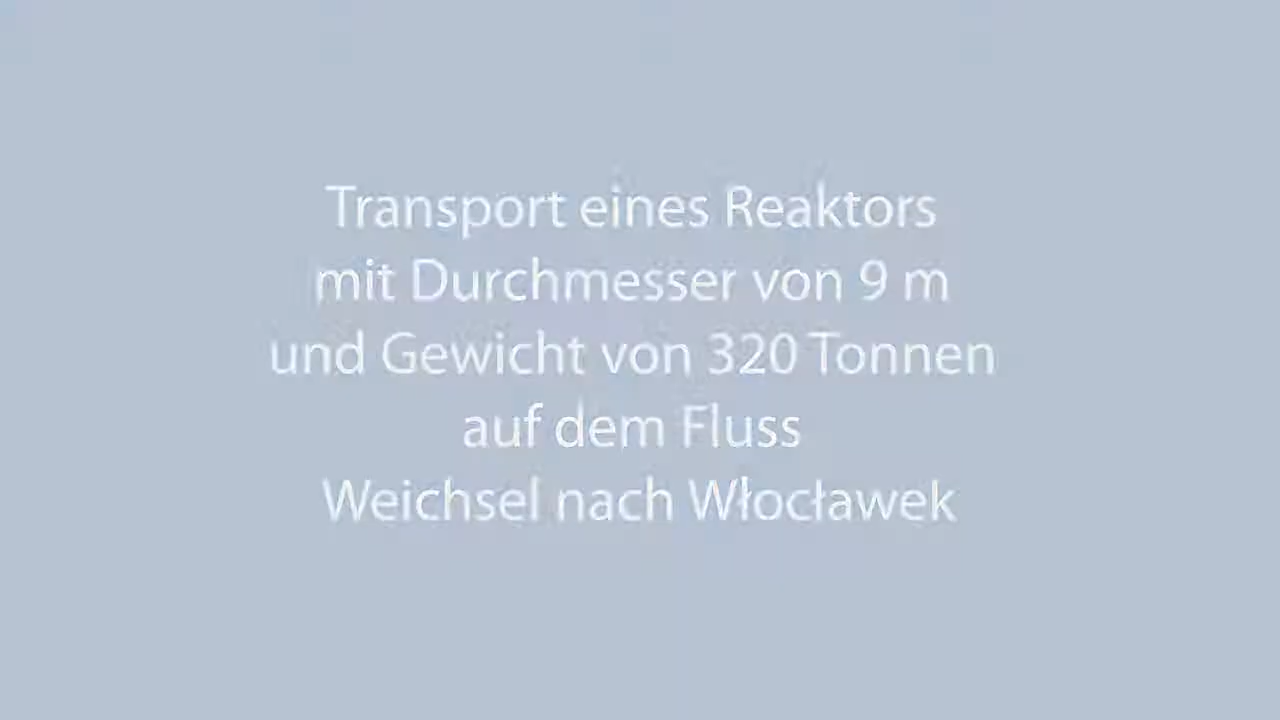 Transport eines Reaktors
mit Durchmesser von 9 m
und Gewicht von 320 Tonnen
auf dem Fluss
Weichsel nach Włocławek